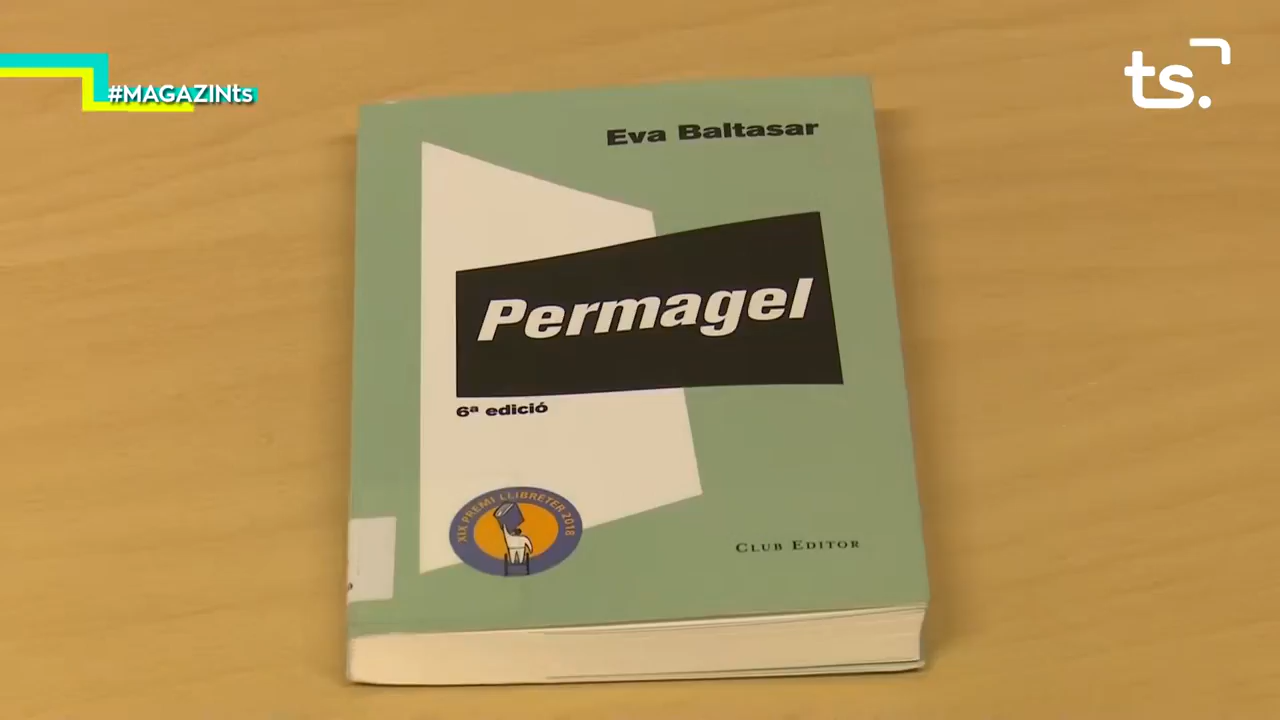 #MAGAZINts
ts.
Eva Baltasar
Permagel
6ª edició
XIX PREMI LLIBRETER 2018
CLUB EDITOR